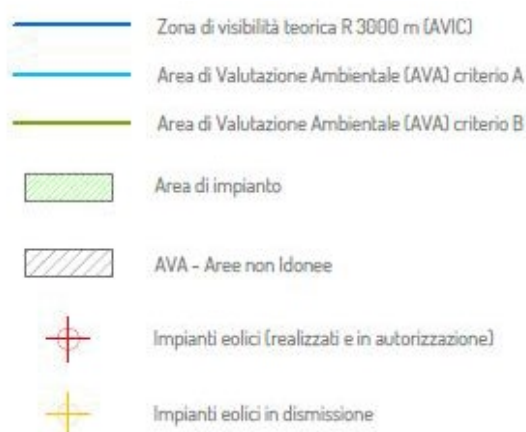 Zona di visibilità teorica R 3000 m (AVIC)
Area di Valutazione Ambientale (AVA) criterio A
Area di Valutazione Ambientale (AVA) criterio B
Area di impianto
AVA - Aree non Idonee
Impianti eolici (realizzati e in autorizzazione)
Impianti eolici in dismissione